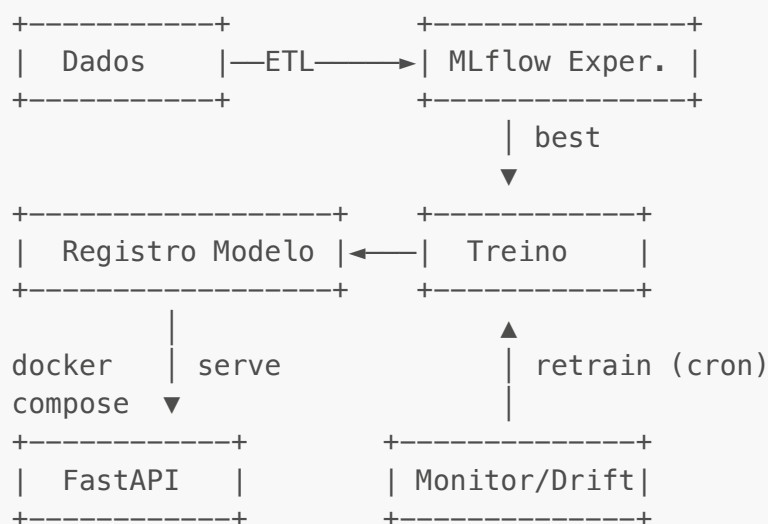 Dados ETL MLflow Exper.
best
Registro Modelo Treino
docker serve retrain (cron)
compose
FastAPI Monitor/Drift